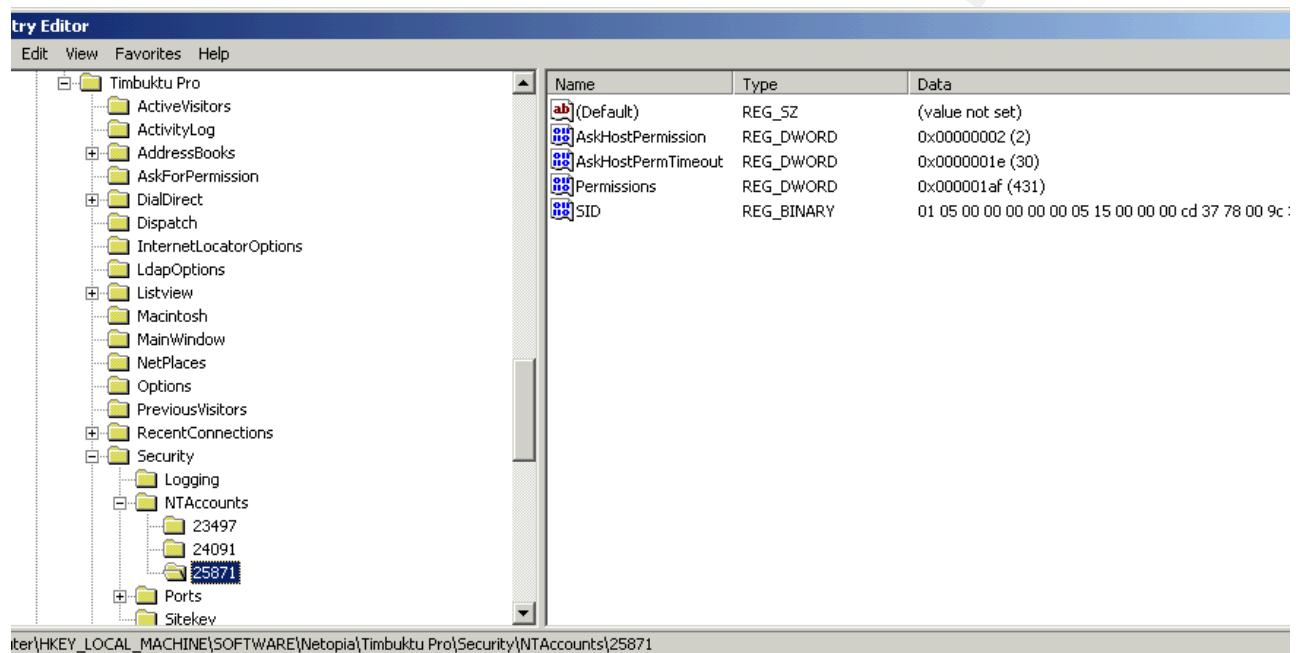 try Editor
Edit View Favorites Help
Timbuktu Pro
ActiveVisitors
ActivityLog
AddressBooks
AskForPermission
DialDirect
Dispatch
InternetLocatorOptions
LdapOptions
Listview
Macintosh
MainWindow
NetPlaces
Options
PreviousVisitors
RecentConnections
Security
Logging
NTAccounts
23497
24091
25871
Ports
Sitekey
Name Type Data
(Default) REG_SZ (value not set)
AskHostPermission REG_DWORD 0x00000002 (2)
AskHostPermTimeout REG_DWORD 0x0000001e (30)
Permissions REG_DWORD 0x000001af (431)
SID REG_BINARY 01 05 00 00 00 00 00 05 15 00 00 00 cd 37 78 00 9c
uter\HKEY_LOCAL_MACHINE\SOFTWARE\Netopia\Timbuktu Pro\Security\NTAccounts\25871